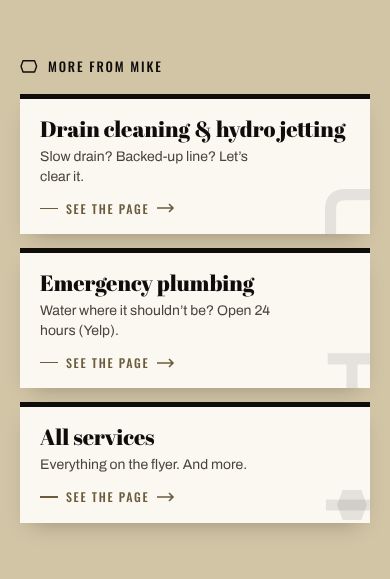 MORE FROM MIKE
Drain cleaning & hydro jetting
Slow drain? Backed-up line? Let’s
clear it.
SEE THE PAGE
Emergency plumbing
Water where it shouldn’t be? Open 24
hours (Yelp).
SEE THE PAGE
All services
Everything on the flyer. And more.
SEE THE PAGE